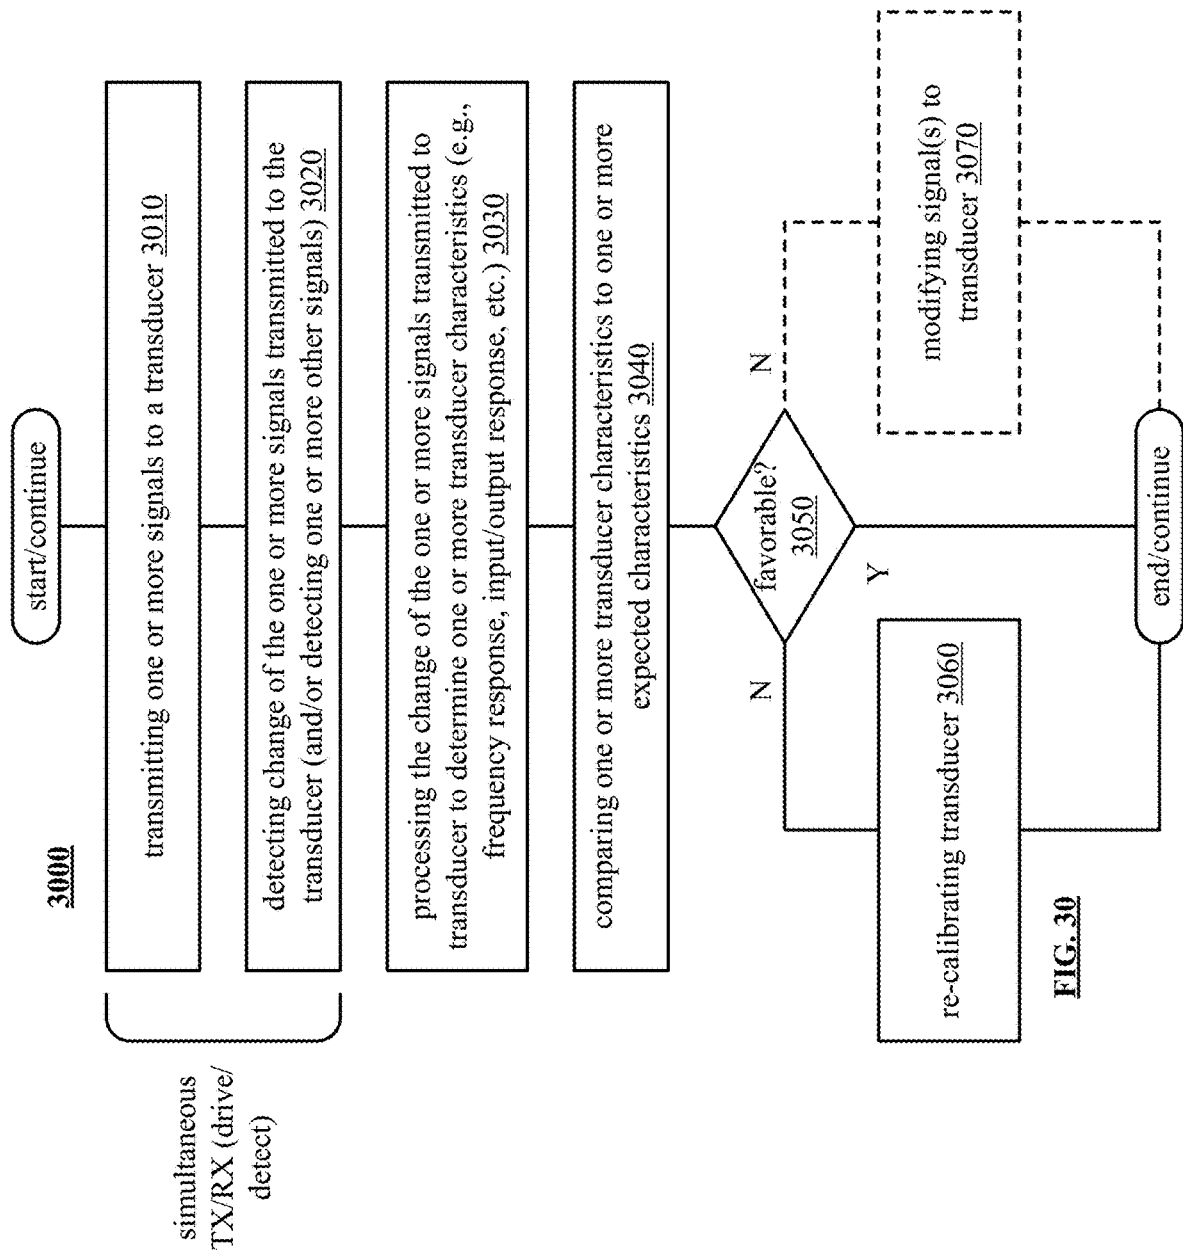 3000
start/continue
simultaneous
TX/RX (drive/
detect)
transmitting one or more signals to a transducer 3010
detecting change of the one or more signals transmitted to the
transducer (and/or detecting one or more other signals) 3020
processing the change of the one or more signals transmitted to
transducer to determine one or more transducer characteristics (e.g.,
frequency response, input/output response, etc.) 3030
comparing one or more transducer characteristics to one or more
expected characteristics 3040
favorable?
3050
N
N
Y
re-calibrating transducer 3060
modifying signal(s) to
transducer 3070
end/continue
FIG. 30